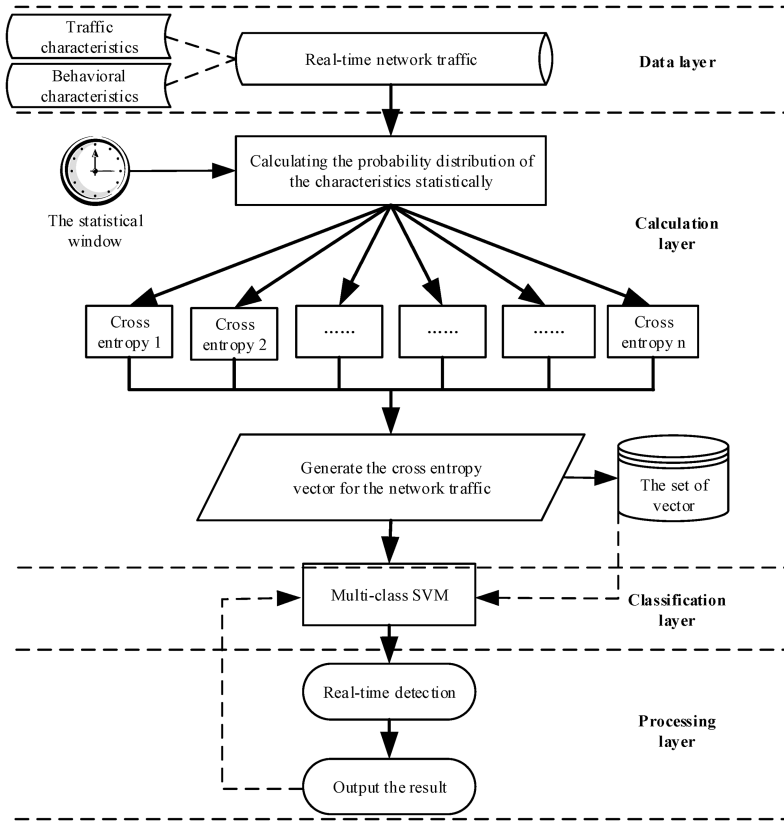 Traffic
characteristics
Behavioral
characteristics
Real-time network traffic
Data layer
Calculating the probability distribution of
the characteristics statistically
The statistical
window
Calculation
layer
Cross
entropy 1
Cross
entropy 2
......
......
......
Cross
entropy n
Generate the cross entropy
vector for the network traffic
The set of
vector
Multi-class SVM
Classification
layer
Real-time detection
Processing
layer
Output the result